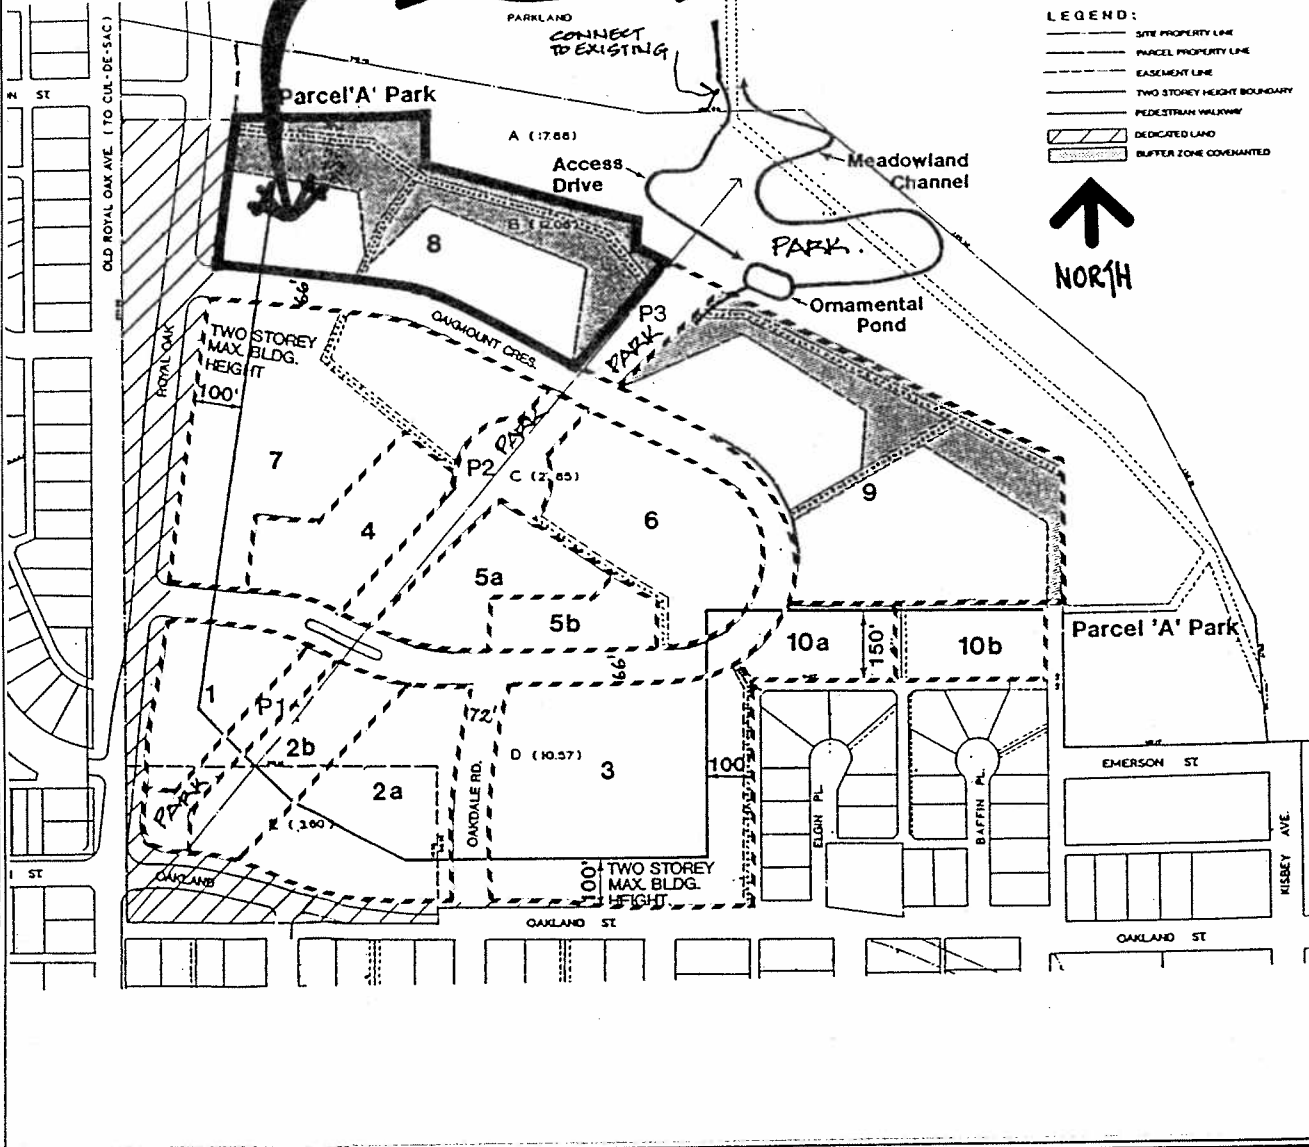 PARKLAND
CONNECT
TO EXISTING
LEGEND:
SITE PROPERTY LINE
PARCEL PROPERTY LINE
EASEMENT LINE
TWO STOREY HEIGHT BOUNDARY
PEDESTRIAN WALKWAY
DEDICATED LAND
BUFFER ZONE COVENANTED
NORTH
OLD ROYAL OAK AVE. (TO CUL-DE-SAC)
ST.
Parcel 'A' Park
A (17.88)
Access
Drive
Meadowland
Channel
PARK.
Ornamental
Pond
8
66'
OAKMOUNT CRES.
P3
PARK
ROYAL OAK
TWO STOREY
MAX. BLDG.
HEIGHT
100'
7
PARK
P2
4
6
9
5a
5b
66'
10a
150'
10b
Parcel 'A' Park
1
P1
2b
2a
PARK
72'
OAKDALE RD.
D (10.57)
3
100'
ELGIN PL.
BAFFIN PL.
EMERSON ST.
KISBEY AVE.
ST.
OAKLAND
100'
TWO STOREY
MAX. BLDG.
HEIGHT
OAKLAND ST.
OAKLAND ST.